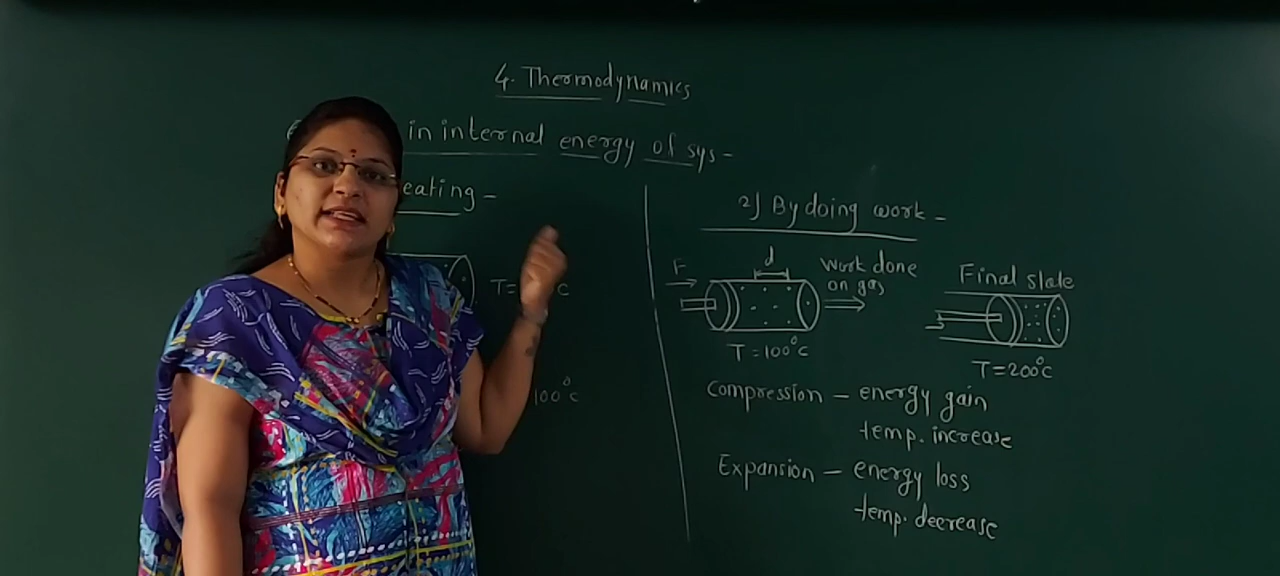 4. Thermodynamics
in internal energy of sys-
eating -
T=
c
100°c
2) By doing work -
F
d
Work done
on gas
T=100°c
Final state
T=200°c
Compression - energy gain
temp. increase
Expansion - energy loss
temp. decrease